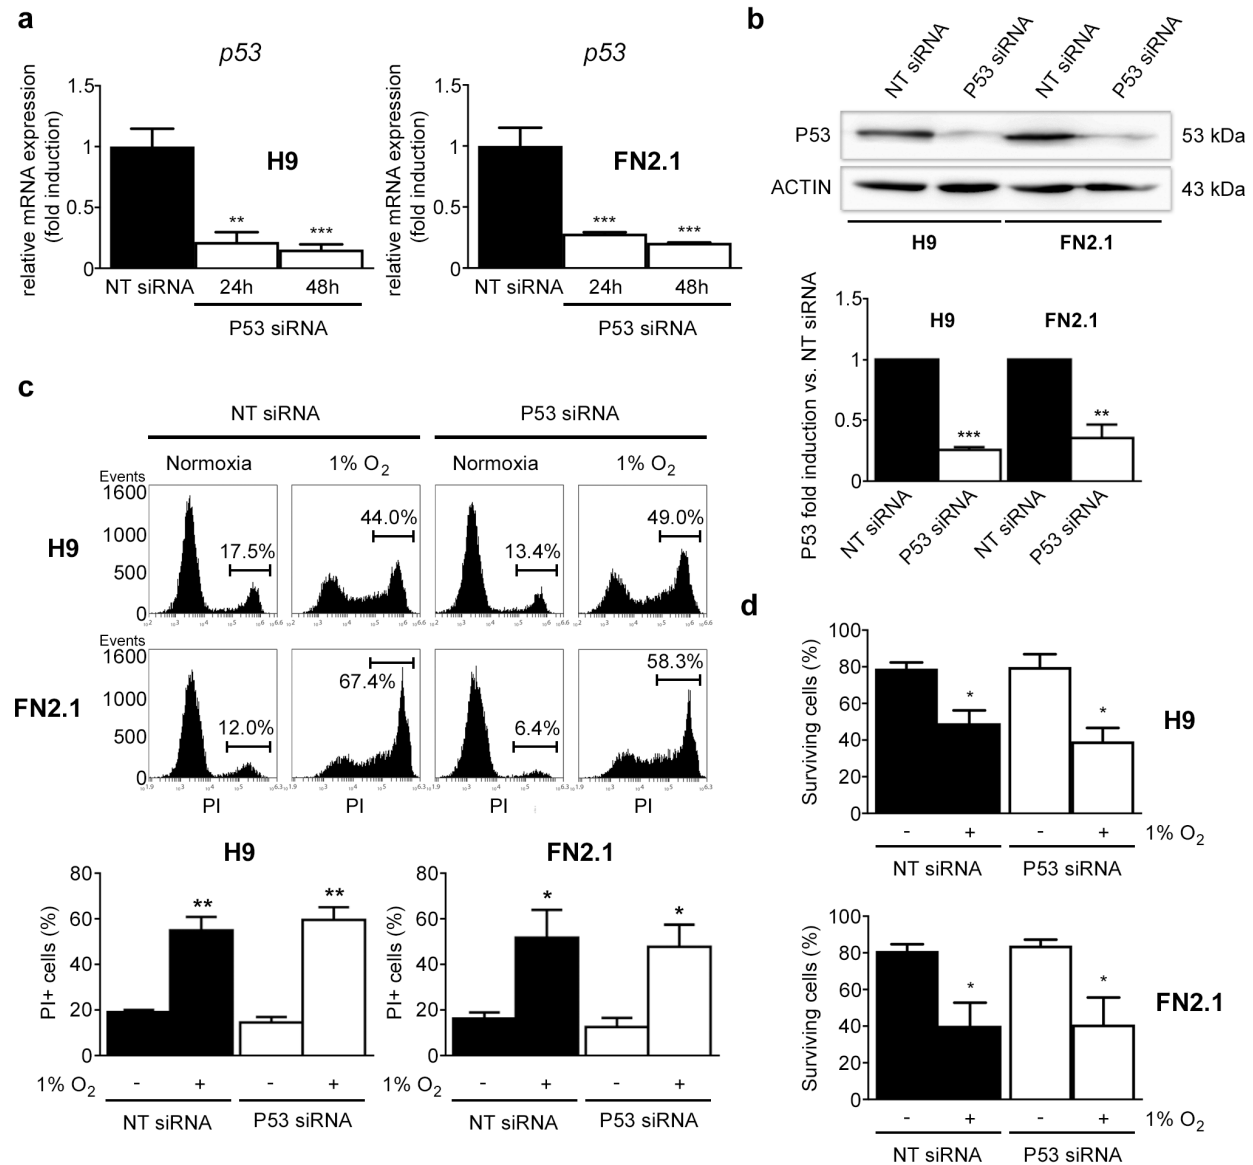 a
p53
relative mRNA expression
(fold induction)
1.5
1
0.5
0
H9
**
***
NT siRNA
24h
48h
P53 siRNA
p53
relative mRNA expression
(fold induction)
1.5
1
0.5
0
FN2.1
***
***
NT siRNA
24h
48h
P53 siRNA
b
NT siRNA
P53 siRNA
NT siRNA
P53 siRNA
P53
53 kDa
ACTIN
43 kDa
H9
FN2.1
P53 fold induction vs. NT siRNA
1.5
1
0.5
0
H9
FN2.1
***
**
NT siRNA
P53 siRNA
NT siRNA
P53 siRNA
c
NT siRNA
P53 siRNA
Normoxia
1% O2
Normoxia
1% O2
Events
1600
1000
500
0
H9
17.5%
44.0%
13.4%
49.0%
Events
1600
1000
500
0
FN2.1
12.0%
67.4%
6.4%
58.3%
PI
PI
PI
PI
H9
PI+ cells (%)
80
60
40
20
0
**
**
1% O2
-
+
-
+
NT siRNA
P53 siRNA
FN2.1
PI+ cells (%)
80
60
40
20
0
*
*
1% O2
-
+
-
+
NT siRNA
P53 siRNA
d
Surviving cells (%)
100
80
60
40
20
0
*
*
H9
-
+
-
+
1% O2
NT siRNA
P53 siRNA
Surviving cells (%)
100
80
60
40
20
0
*
*
FN2.1
-
+
-
+
1% O2
NT siRNA
P53 siRNA